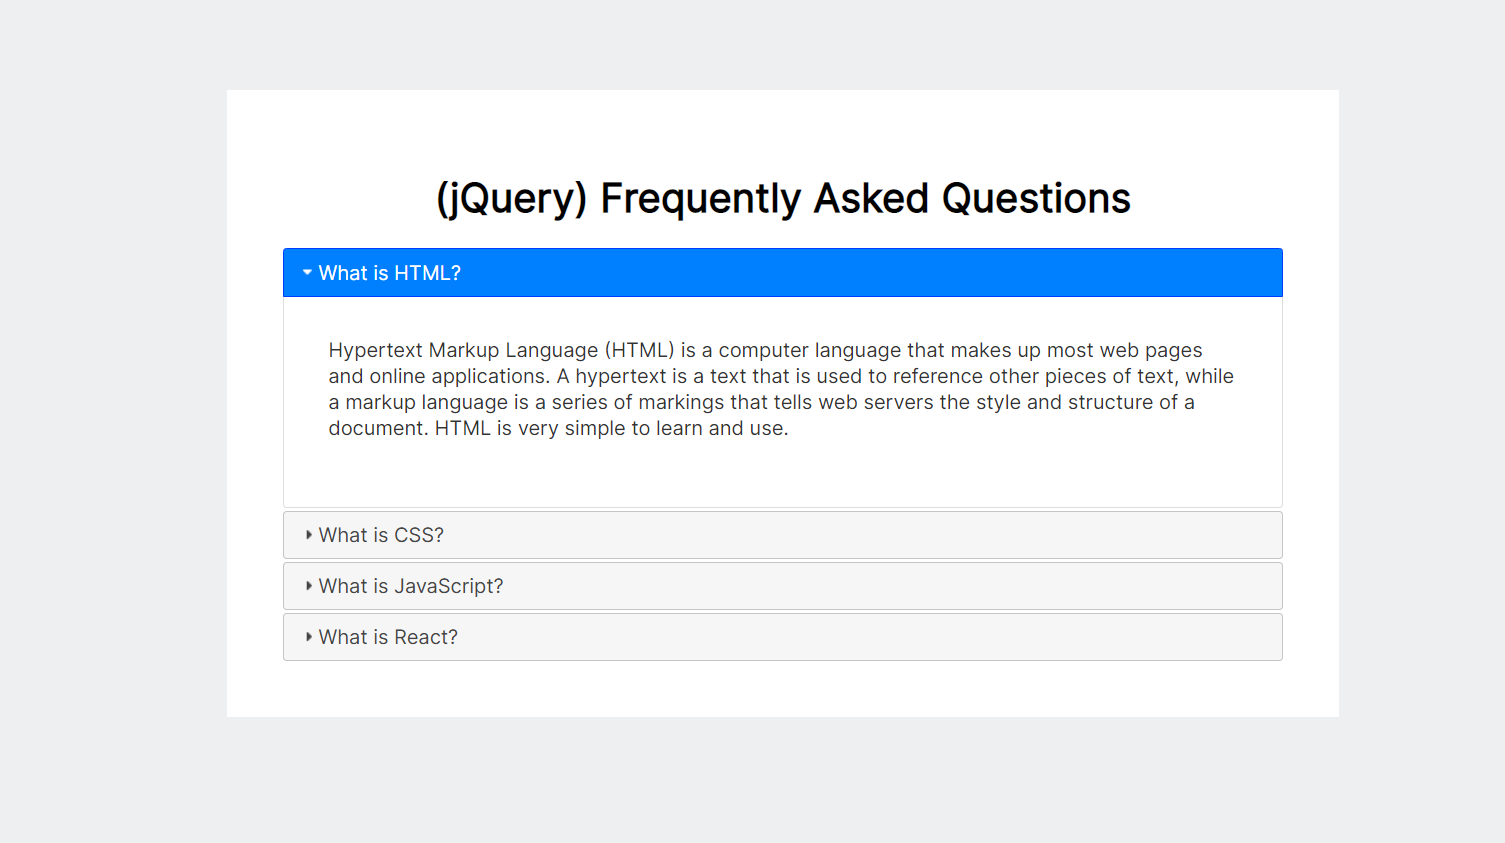 (jQuery) Frequently Asked Questions
What is HTML?
Hypertext Markup Language (HTML) is a computer language that makes up most web pages
and online applications. A hypertext is a text that is used to reference other pieces of text, while
a markup language is a series of markings that tells web servers the style and structure of a
document. HTML is very simple to learn and use.
What is CSS?
What is JavaScript?
What is React?